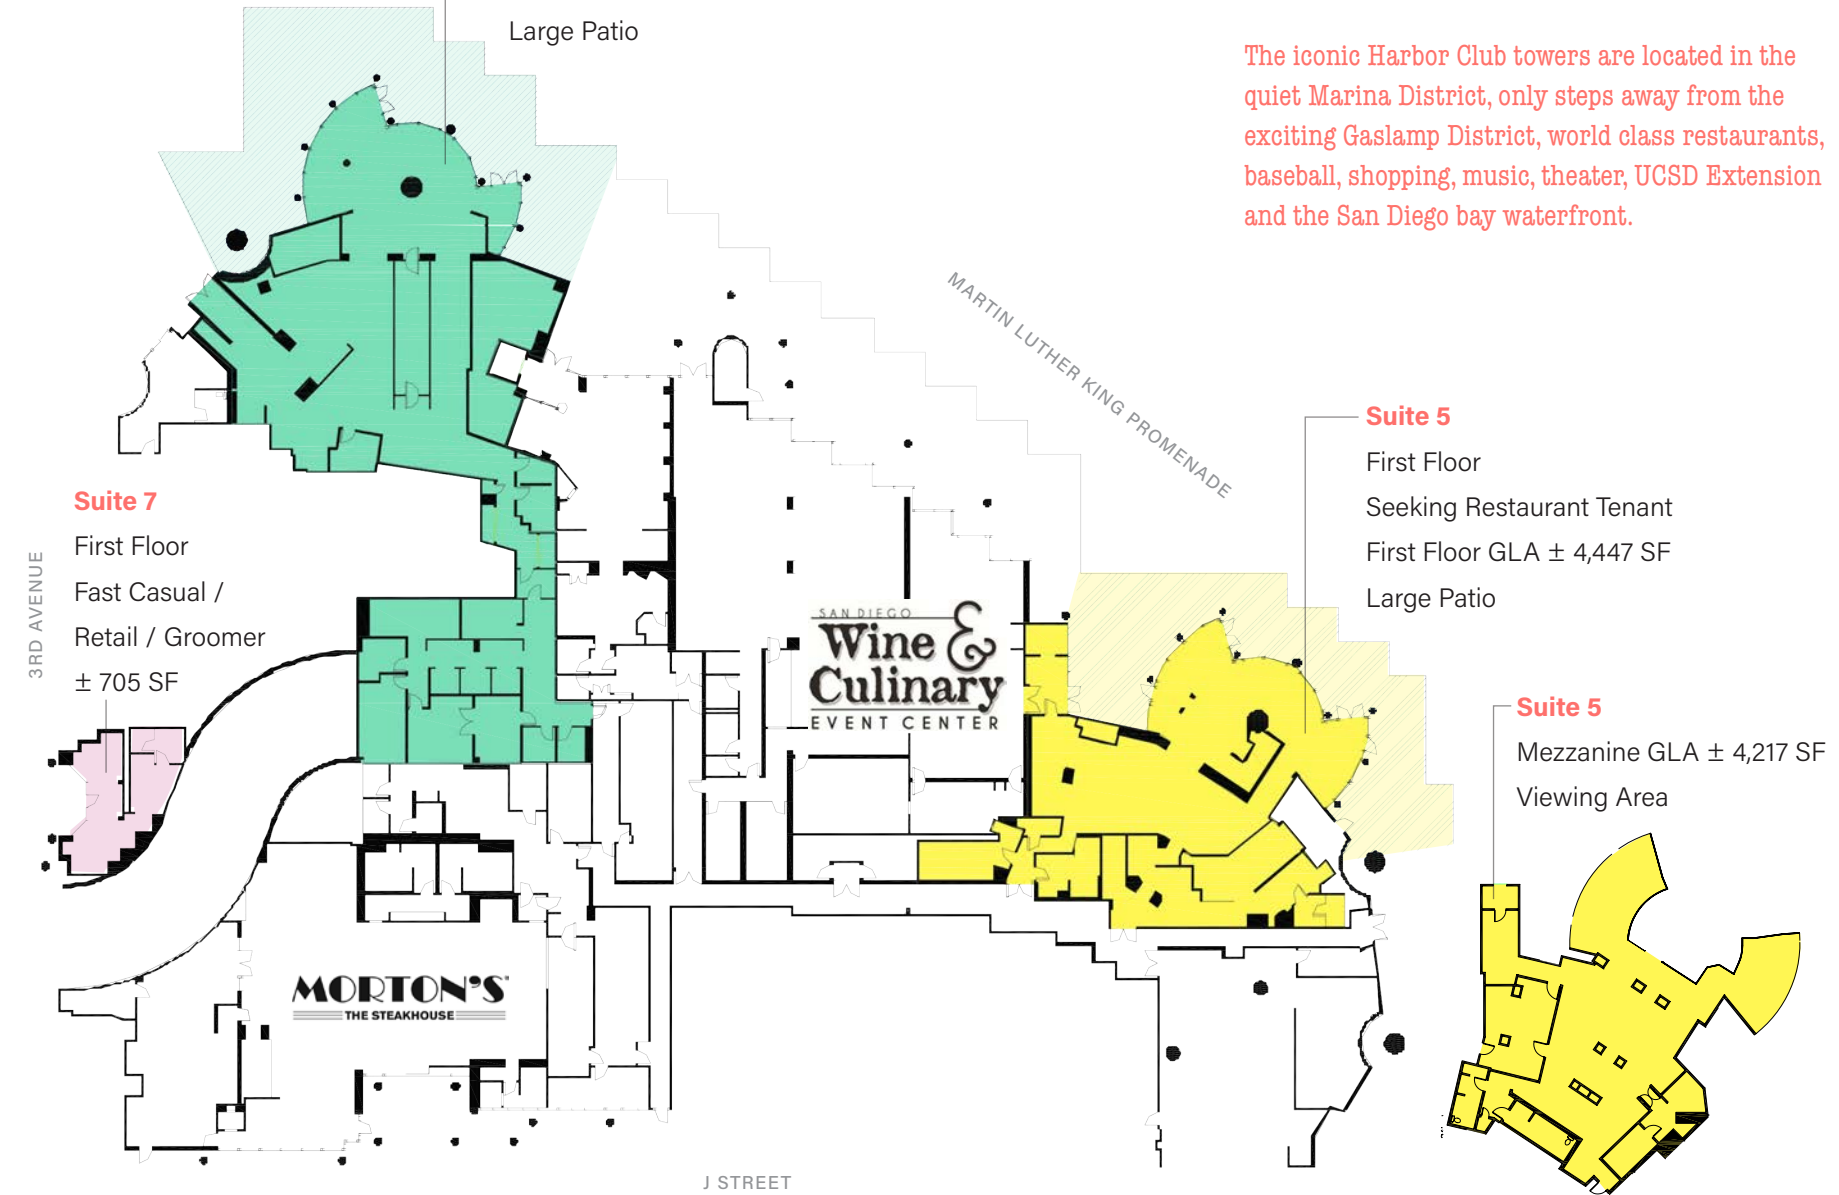 Large Patio
The iconic Harbor Club towers are located in the
quiet Marina District, only steps away from the
exciting Gaslamp District, world class restaurants,
baseball, shopping, music, theater, UCSD Extension
and the San Diego bay waterfront.
MARTIN LUTHER KING PROMENADE
Suite 5
First Floor
Seeking Restaurant Tenant
First Floor GLA ± 4,447 SF
Large Patio
Suite 7
First Floor
Fast Casual /
Retail / Groomer
± 705 SF
3RD AVENUE
SAN DIEGO
Wine &
Culinary
EVENT CENTER
Suite 5
Mezzanine GLA ± 4,217 SF
Viewing Area
MORTON'S
THE STEAKHOUSE
J STREET